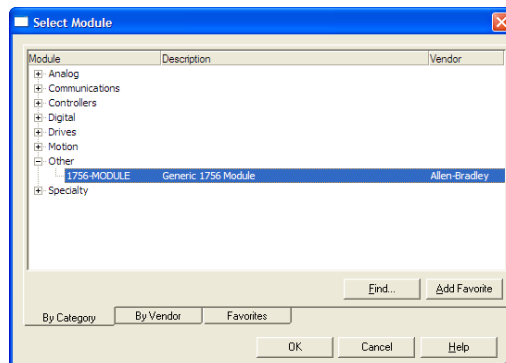 Select Module
Module Description Vendor
Analog
Communications
Controllers
Digital
Drives
Motion
Other
1756-MODULE Generic 1756 Module Allen-Bradley
Specialty
Find... Add Favorite
By Category By Vendor Favorites
OK Cancel Help